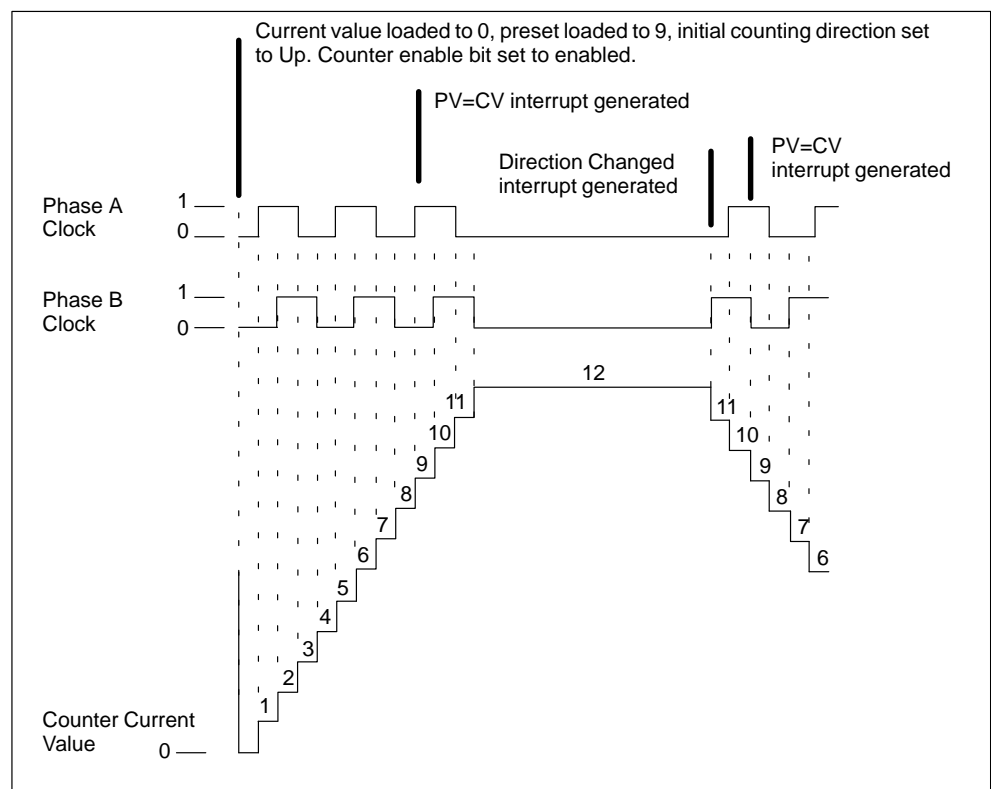 Current value loaded to 0, preset loaded to 9, initial counting direction set
to Up. Counter enable bit set to enabled.
PV=CV interrupt generated
PV=CV
interrupt generated
Direction Changed
interrupt generated
Phase A
Clock
1
0
Phase B
Clock
1
0
12
11
11
10
10
9
9
8
8
7
7
6
6
5
4
3
2
1
Counter Current
Value
0